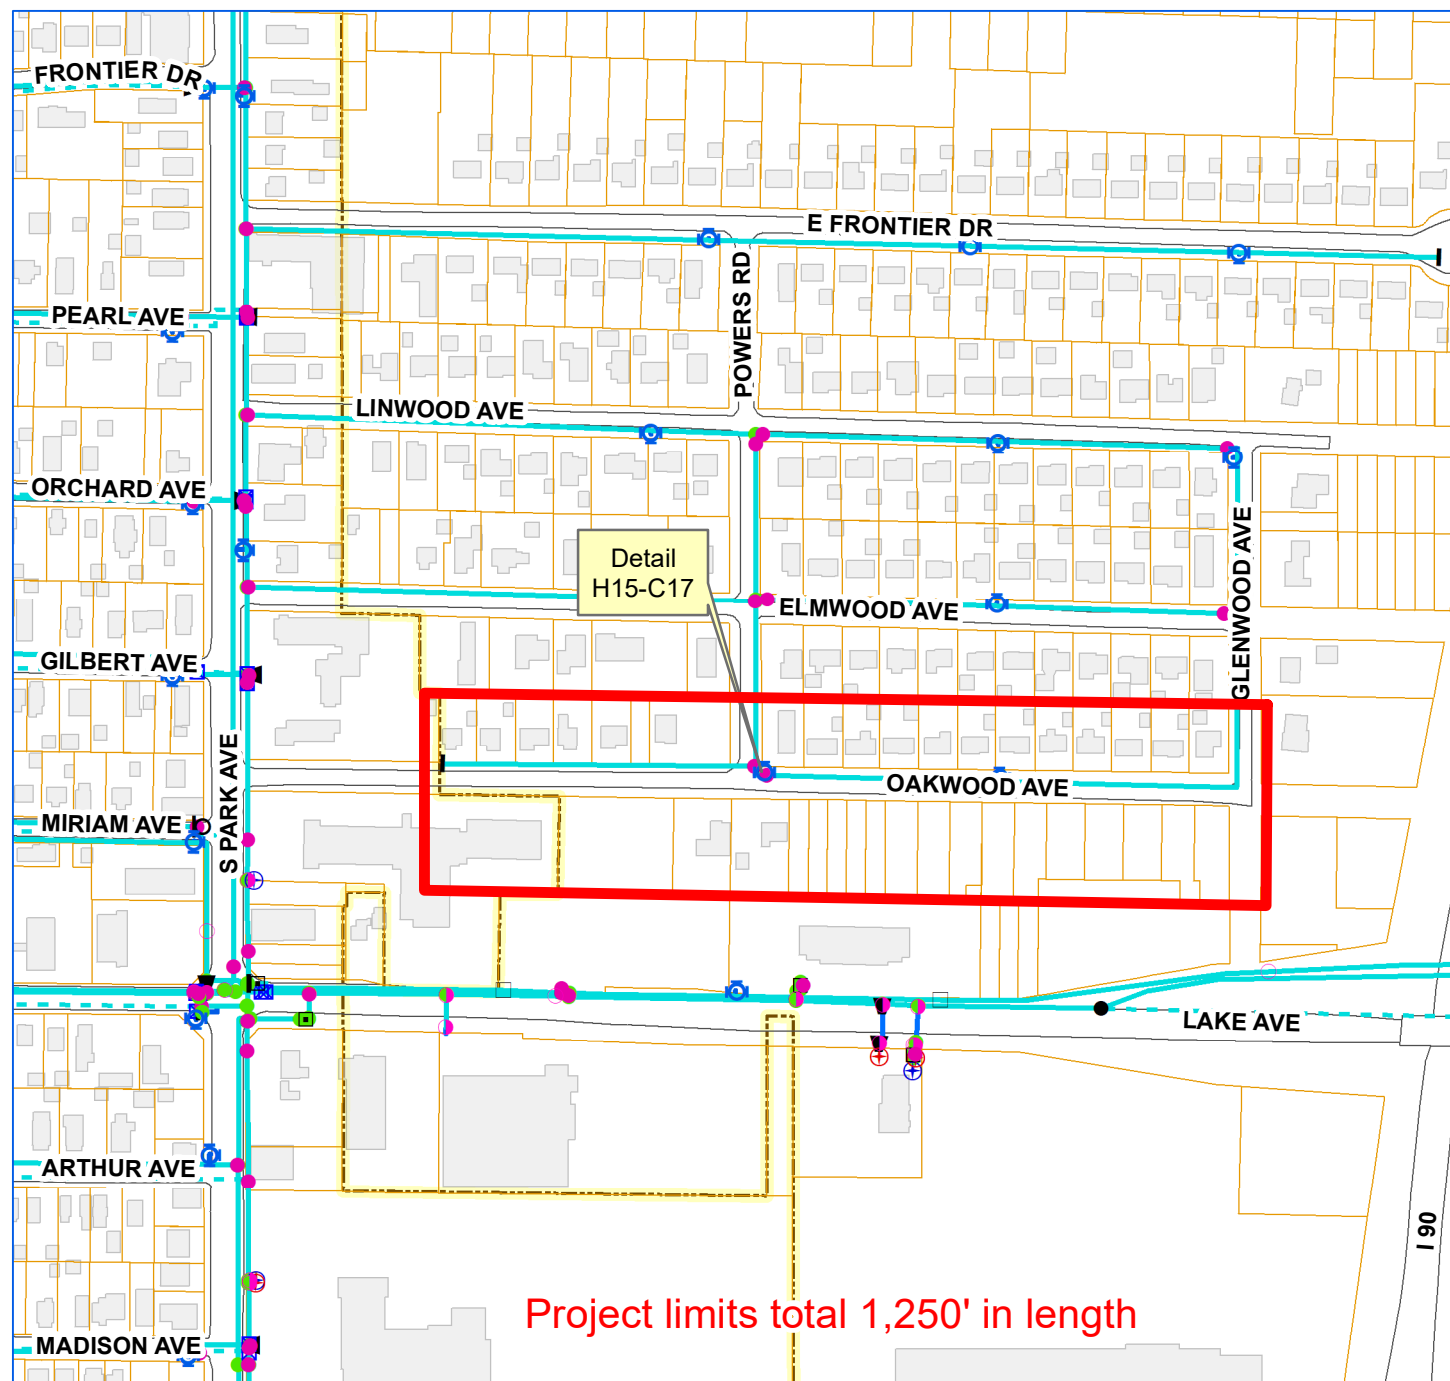 FRONTIER DR
E FRONTIER DR
PEARL AVE
POWERS RD
LINWOOD AVE
ORCHARD AVE
Detail
H15-C17
GLENWOOD AVE
ELMWOOD AVE
GILBERT AVE
S PARK AVE
OAKWOOD AVE
MIRIAM AVE
LAKE AVE
ARTHUR AVE
I 90
Project limits total 1,250' in length
MADISON AVE